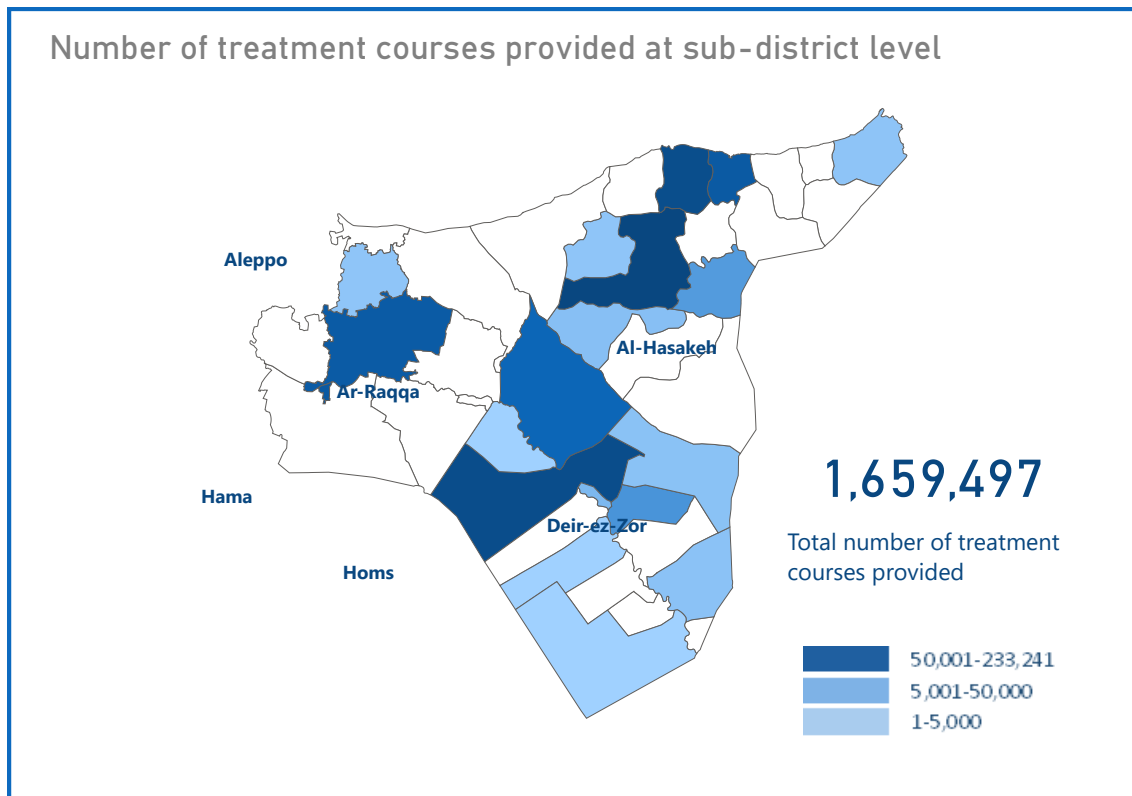 Number of treatment courses provided at sub-district level
Aleppo
Al-Hasakeh
Ar-Raqqa
Hama
Deir-ez-Zor
Homs
1,659,497
Total number of treatment
courses provided
50,001-233,241
5,001-50,000
1-5,000